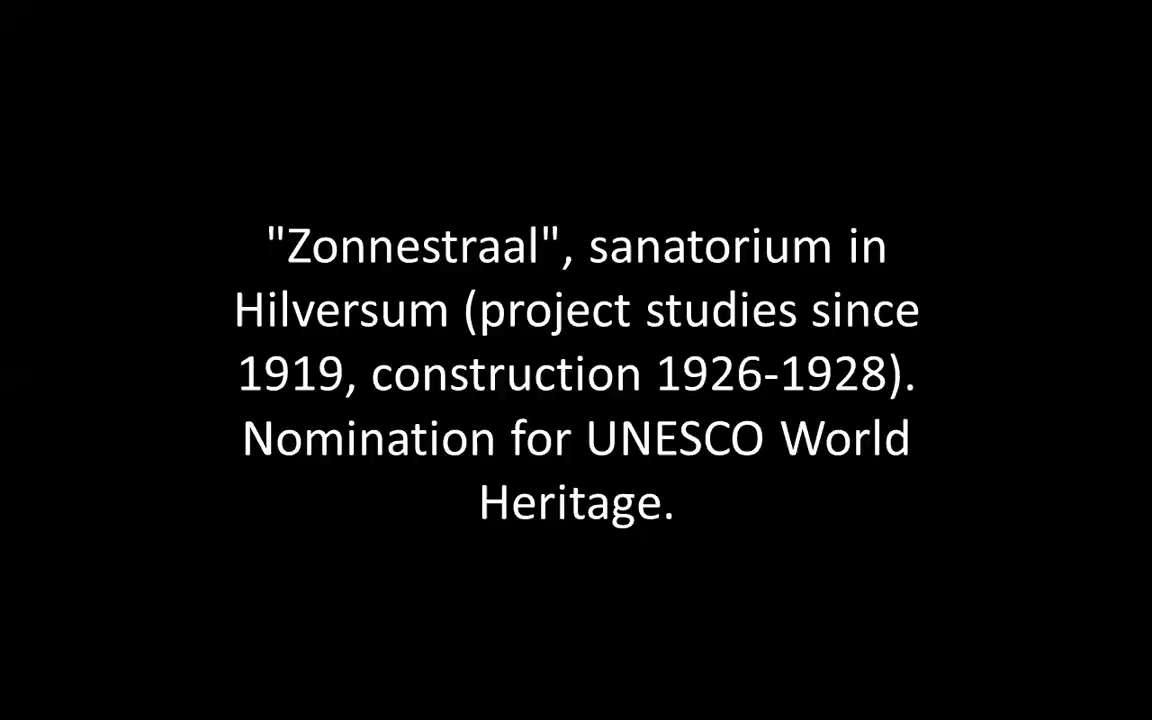 "Zonnestraal", sanatorium in
Hilversum (project studies since
1919, construction 1926-1928).
Nomination for UNESCO World
Heritage.